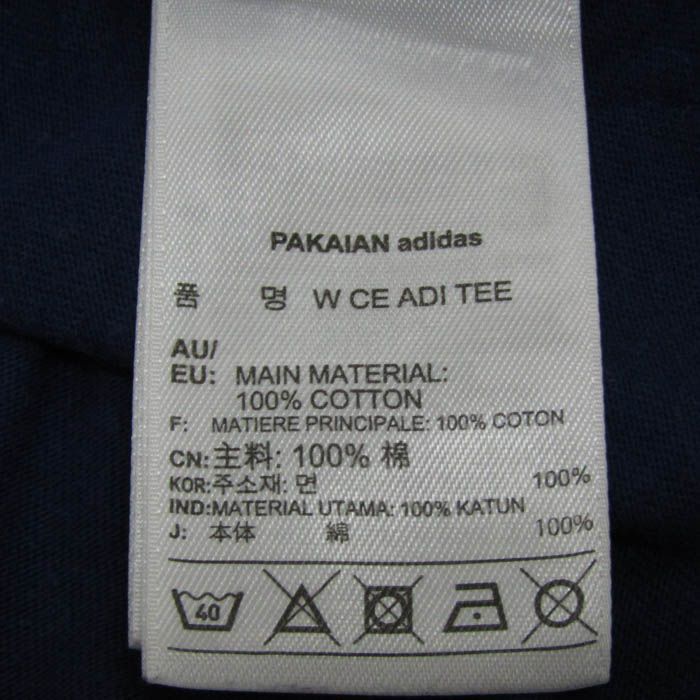 PAKAIAN adidas
품 명 W CE ADI TEE
AU/
EU: MAIN MATERIAL:
100% COTTON
F: MATIERE PRINCIPALE: 100% COTON
CN:主料: 100% 棉
KOR:주소재: 면 100%
IND:MATERIAL UTAMA: 100% KATUN
J: 本体 綿 100%
40